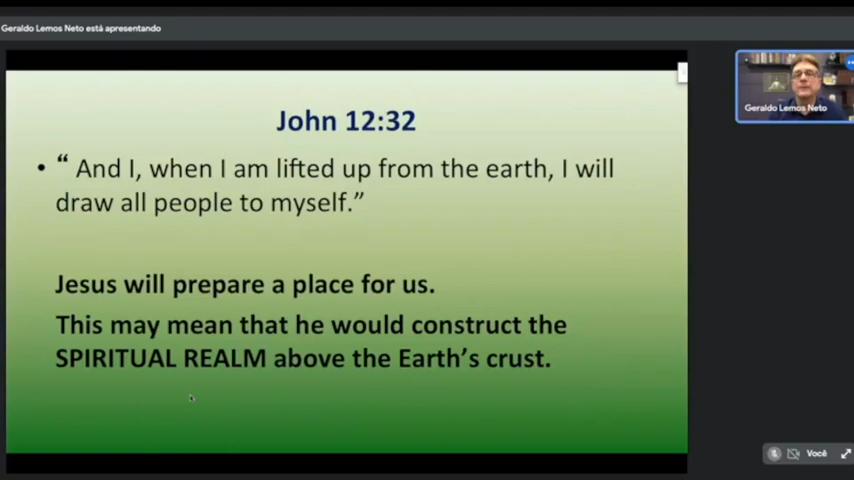 Geraldo Lemos Neto está apresentando
John 12:32
• “ And I, when I am lifted up from the earth, I will
draw all people to myself.”
Jesus will prepare a place for us.
This may mean that he would construct the
SPIRITUAL REALM above the Earth’s crust.
Geraldo Lemos Neto
Você